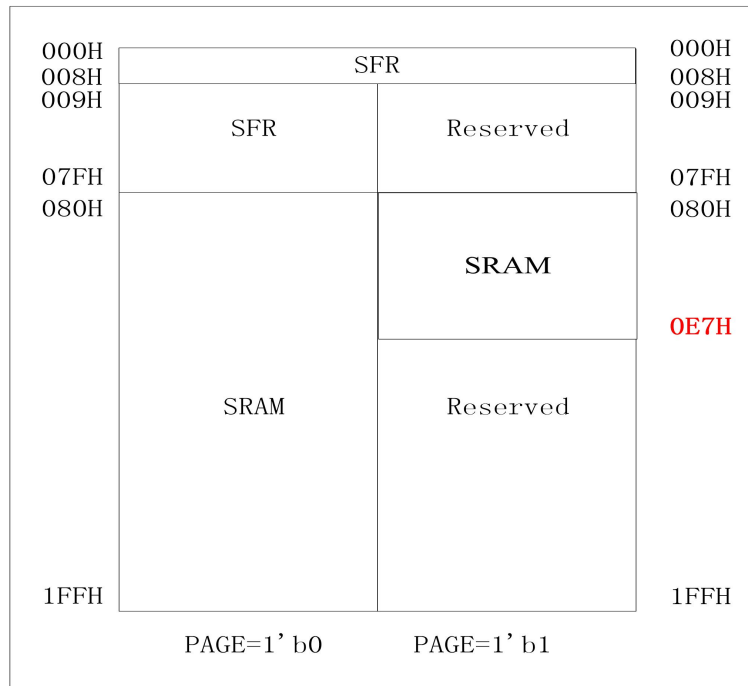 000H SFR 000H
008H 008H
009H 009H
SFR Reserved
07FH 07FH
080H 080H
SRAM
0E7H
SRAM Reserved
1FFH 1FFH
PAGE=1'b0 PAGE=1'b1